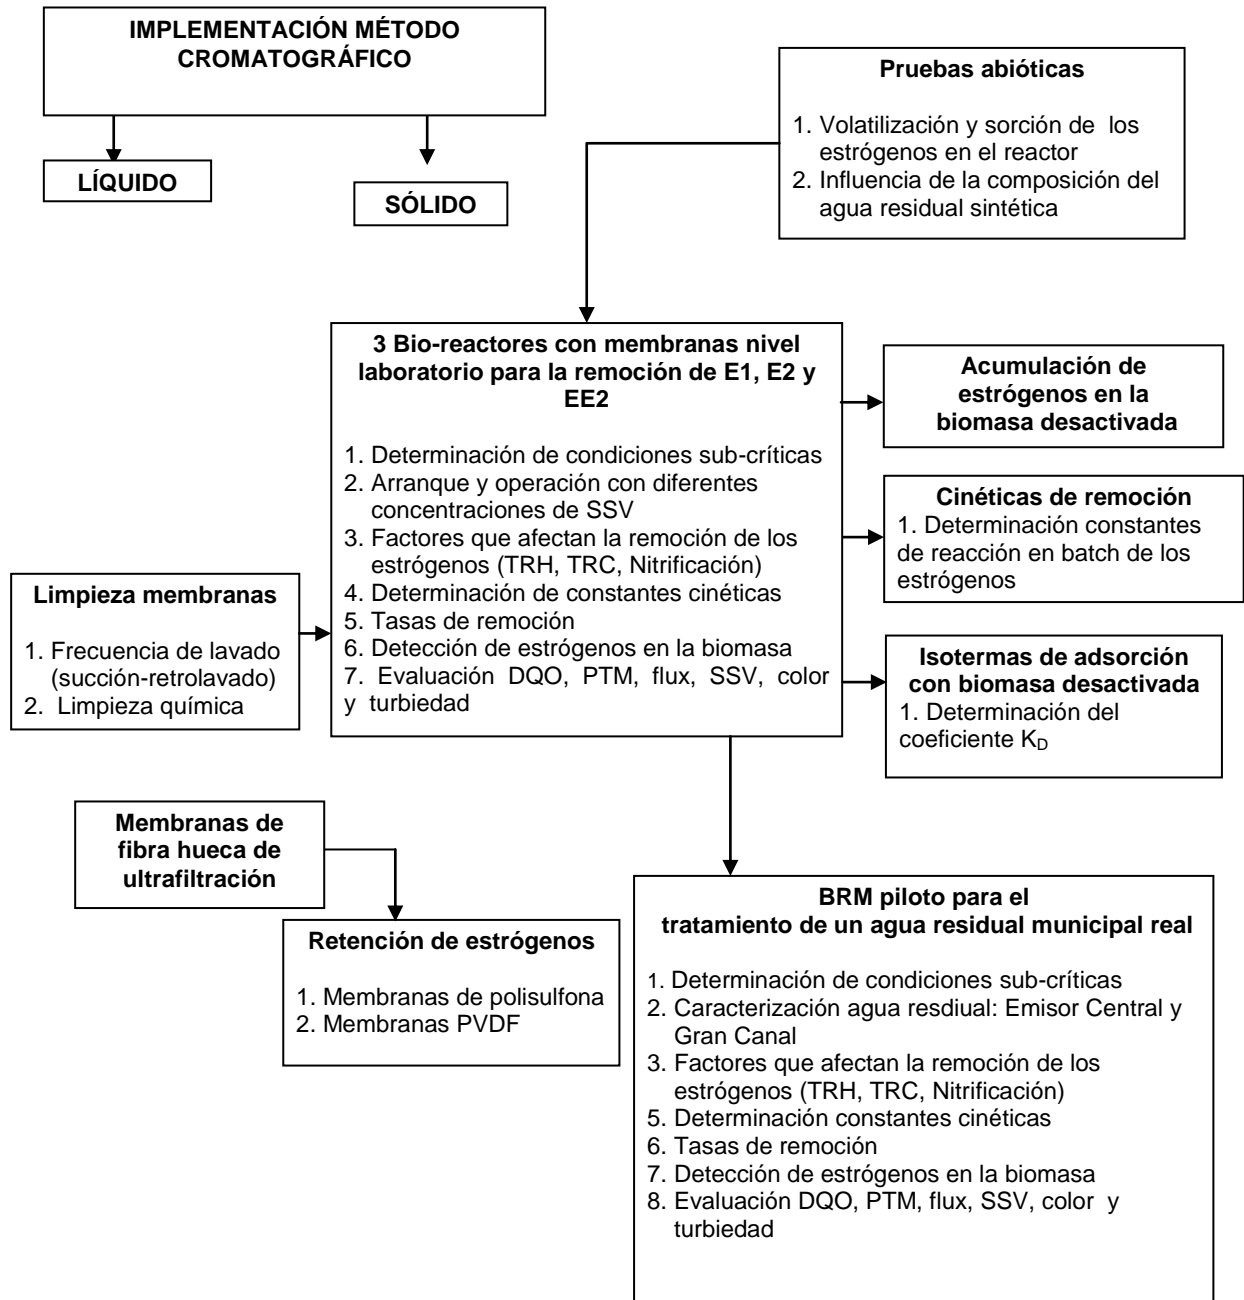 IMPLEMENTACIÓN MÉTODO
CROMATOGRÁFICO
LÍQUIDO
SÓLIDO
Pruebas abióticas
1. Volatilización y sorción de los
estrógenos en el reactor
2. Influencia de la composición del
agua residual sintética
3 Bio-reactores con membranas nivel
laboratorio para la remoción de E1, E2 y
EE2
1. Determinación de condiciones sub-críticas
2. Arranque y operación con diferentes
concentraciones de SSV
3. Factores que afectan la remoción de los
estrógenos (TRH, TRC, Nitrificación)
4. Determinación de constantes cinéticas
5. Tasas de remoción
6. Detección de estrógenos en la biomasa
7. Evaluación DQO, PTM, flux, SSV, color
y turbiedad
Acumulación de
estrógenos en la
biomasa desactivada
Cinéticas de remoción
1. Determinación constantes
de reacción en batch de los
estrógenos
Isotermas de adsorción
con biomasa desactivada
1. Determinación del
coeficiente K_D
Limpieza membranas
1. Frecuencia de lavado
(succión-retrolavado)
2. Limpieza química
Membranas de
fibra hueca de
ultrafiltración
Retención de estrógenos
1. Membranas de polisulfona
2. Membranas PVDF
BRM piloto para el
tratamiento de un agua residual municipal real
1. Determinación de condiciones sub-críticas
2. Caracterización agua resdiual: Emisor Central y
Gran Canal
3. Factores que afectan la remoción de los
estrógenos (TRH, TRC, Nitrificación)
5. Determinación constantes cinéticas
6. Tasas de remoción
7. Detección de estrógenos en la biomasa
8. Evaluación DQO, PTM, flux, SSV, color y
turbiedad